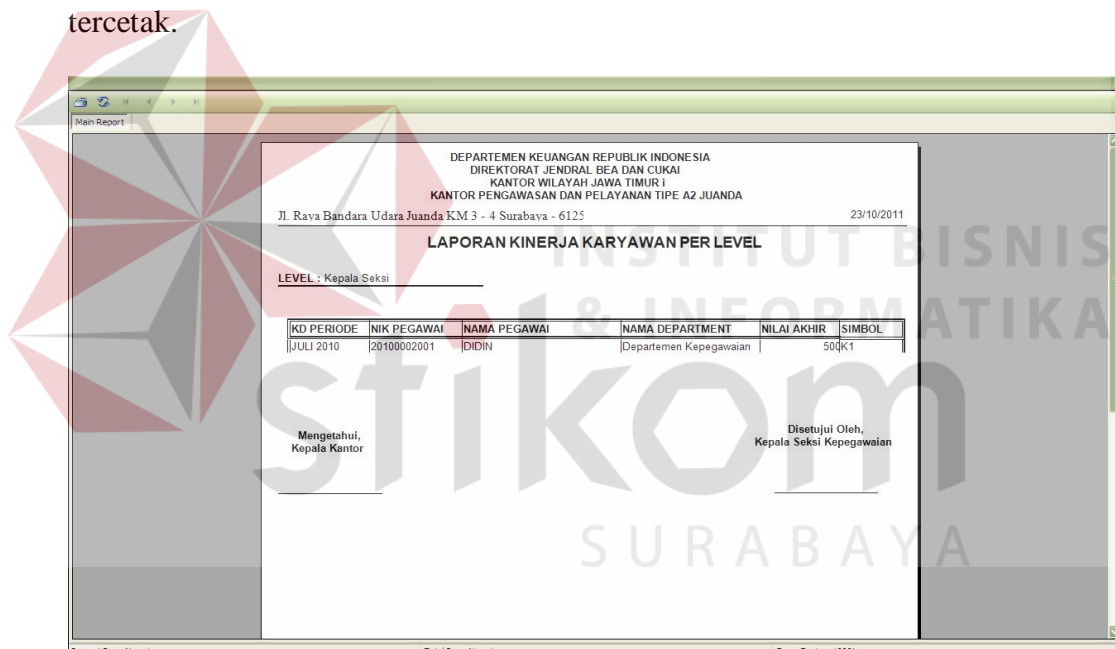 tercetak.
Main Report
DEPARTEMEN KEUANGAN REPUBLIK INDONESIA
DIREKTORAT JENDRAL BEA DAN CUKAI
KANTOR WILAYAH JAWA TIMUR i
KANTOR PENGAWASAN DAN PELAYANAN TIPE A2 JUANDA
Jl. Raya Bandara Udara Juanda KM 3 - 4 Surabaya - 6125 23/10/2011
LAPORAN KINERJA KARYAWAN PER LEVEL
LEVEL : Kepala Seksi
KD PERIODE NIK PEGAWAI NAMA PEGAWAI NAMA DEPARTMENT NILAI AKHIR SIMBOL
JULI 2010 20100002001 DIDIN Departemen Kepegawaian 500 K1
Mengetahui, Disetujui Oleh,
Kepala Kantor Kepala Seksi Kepegawaian
INSTITUT BISNIS
& INFORMATIKA
stikom
SURABAYA